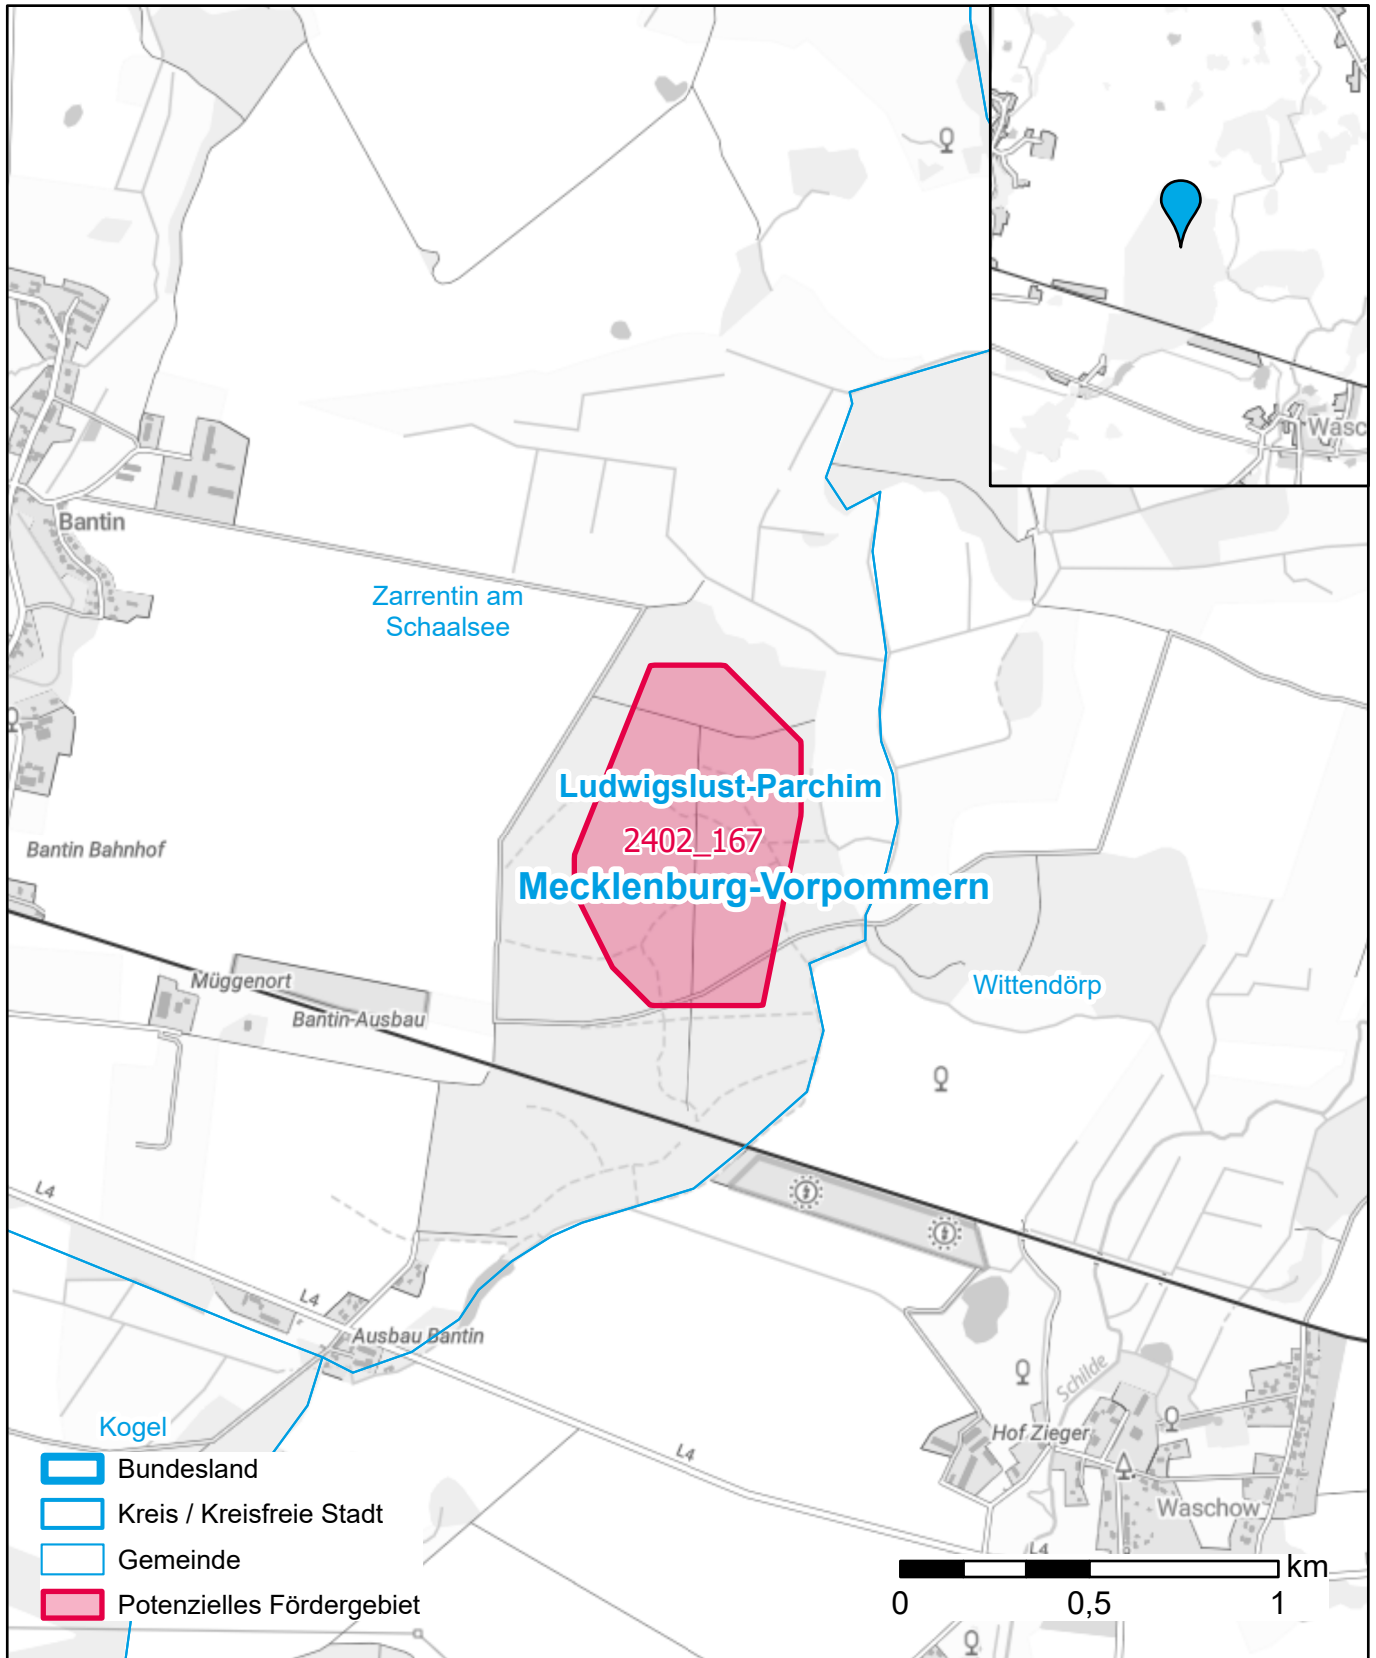 Wasc
Bantin
Zarrentin am
Schaalsee
Ludwigslust-Parchim
2402_167
Mecklenburg-Vorpommern
Bantin Bahnhof
Müggenort
Bantin-Ausbau
Wittendörp
L4
L4
Ausbau Bantin
Schilde
Kogel
Hof Zieger
L4
Waschow
L4
Bundesland
Kreis / Kreisfreie Stadt
Gemeinde
Potenzielles Fördergebiet
km
0 0,5 1